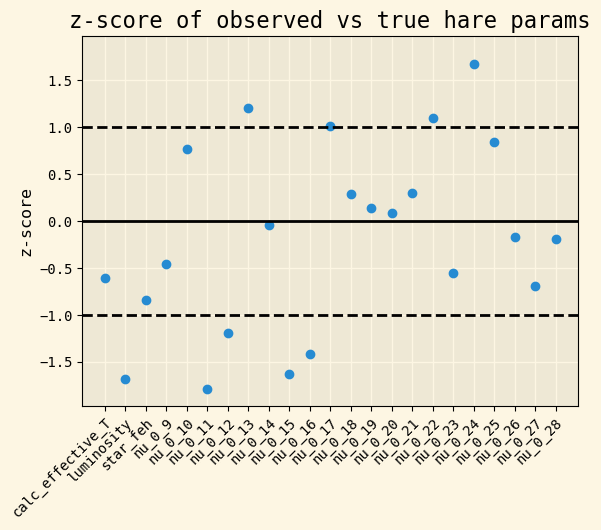 z-score of observed vs true hare params
z-score
1.5
1.0
0.5
0.0
−0.5
−1.0
−1.5
calc_effective_T
luminosity
star_feh
nu_0_9
nu_0_10
nu_0_11
nu_0_12
nu_0_13
nu_0_14
nu_0_15
nu_0_16
nu_0_17
nu_0_18
nu_0_19
nu_0_20
nu_0_21
nu_0_22
nu_0_23
nu_0_24
nu_0_25
nu_0_26
nu_0_27
nu_0_28